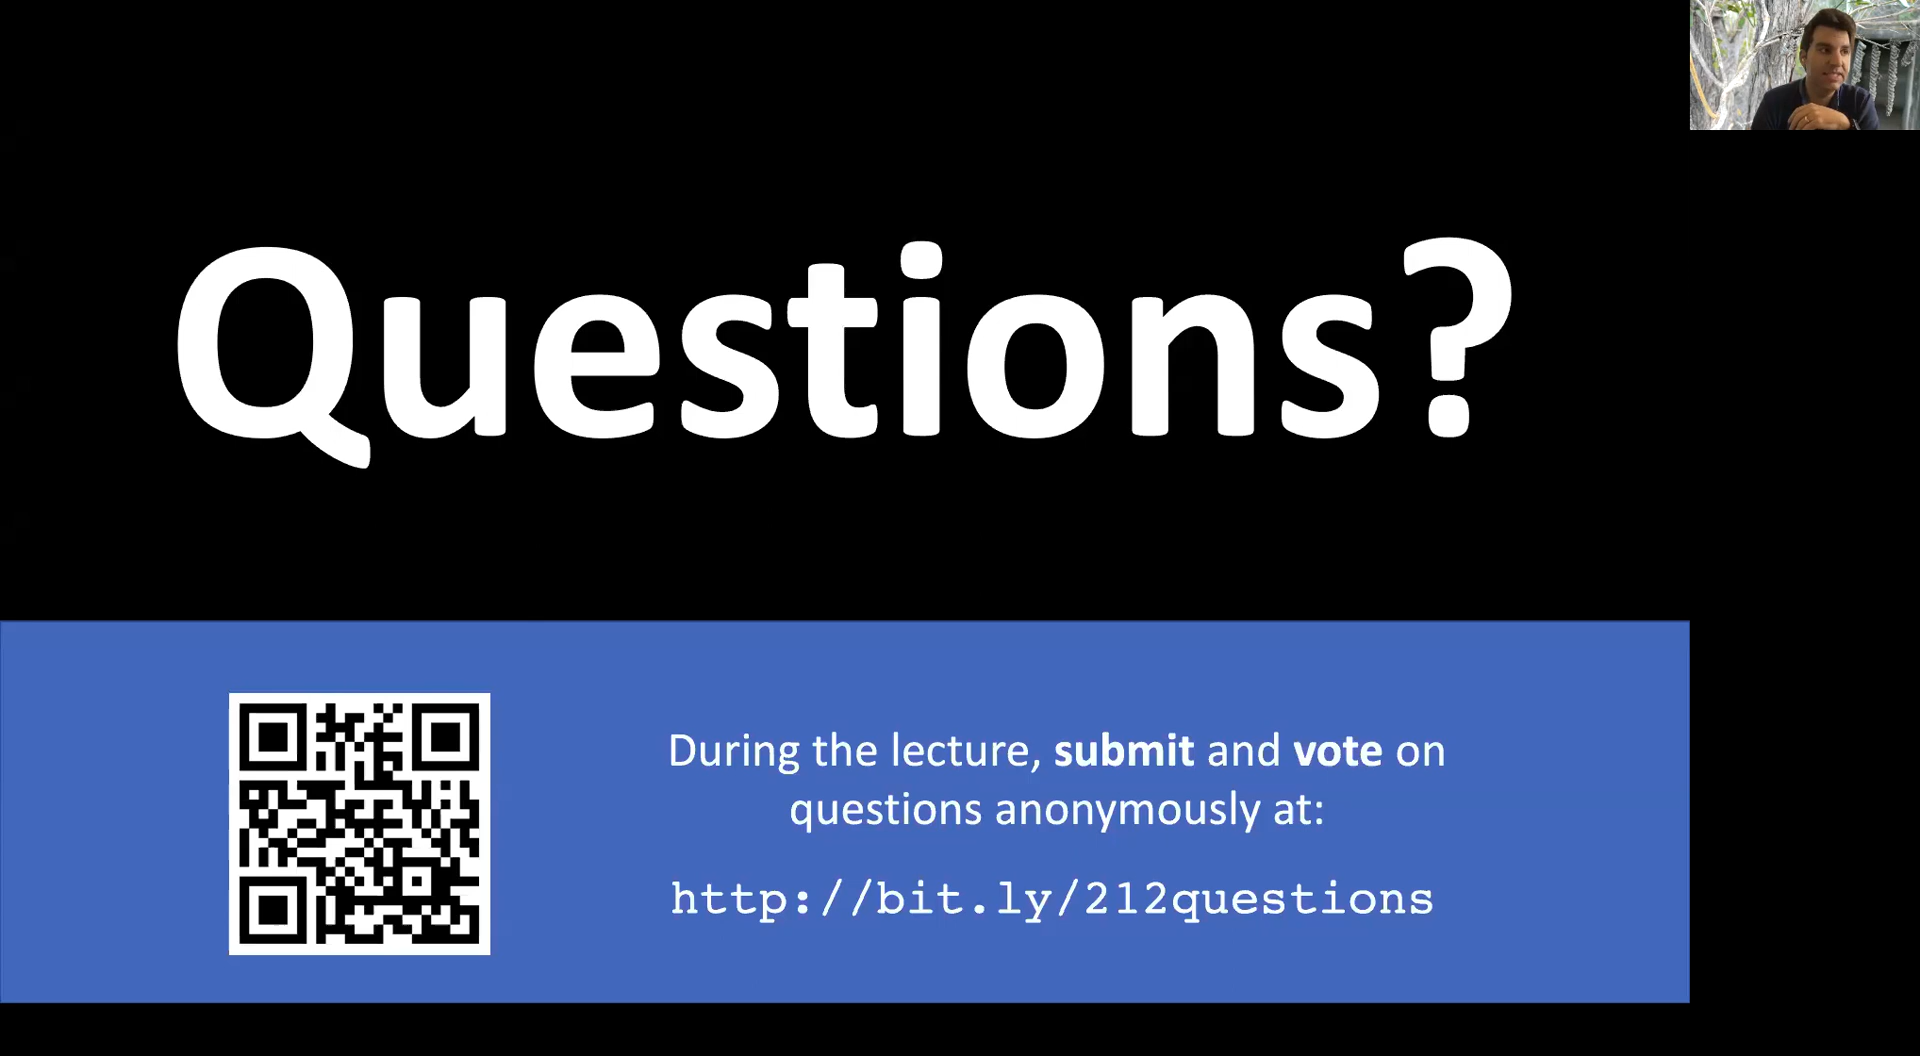 Questions?
During the lecture, submit and vote on
questions anonymously at:
http://bit.ly/212questions